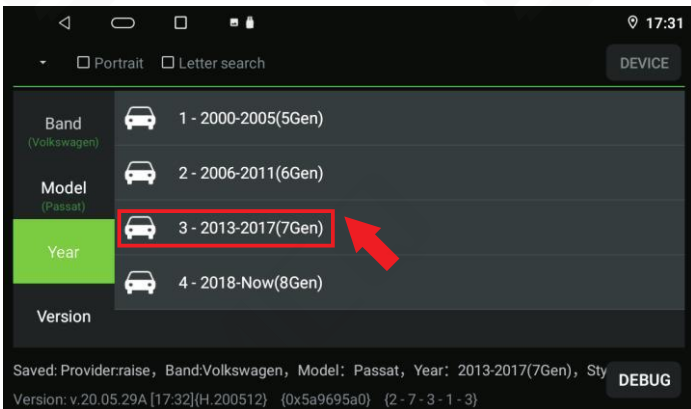 17:31
Portrait Letter search DEVICE
Band
(Volkswagen)
Model
(Passat)
Year
Version
1 - 2000-2005(5Gen)
2 - 2006-2011(6Gen)
3 - 2013-2017(7Gen)
4 - 2018-Now(8Gen)
Saved: Provider:raise, Band:Volkswagen, Model: Passat, Year: 2013-2017(7Gen), Sty
DEBUG
Version: v.20.05.29A [17:32]{H.200512} {0x5a9695a0} {2 - 7 - 3 - 1 - 3}